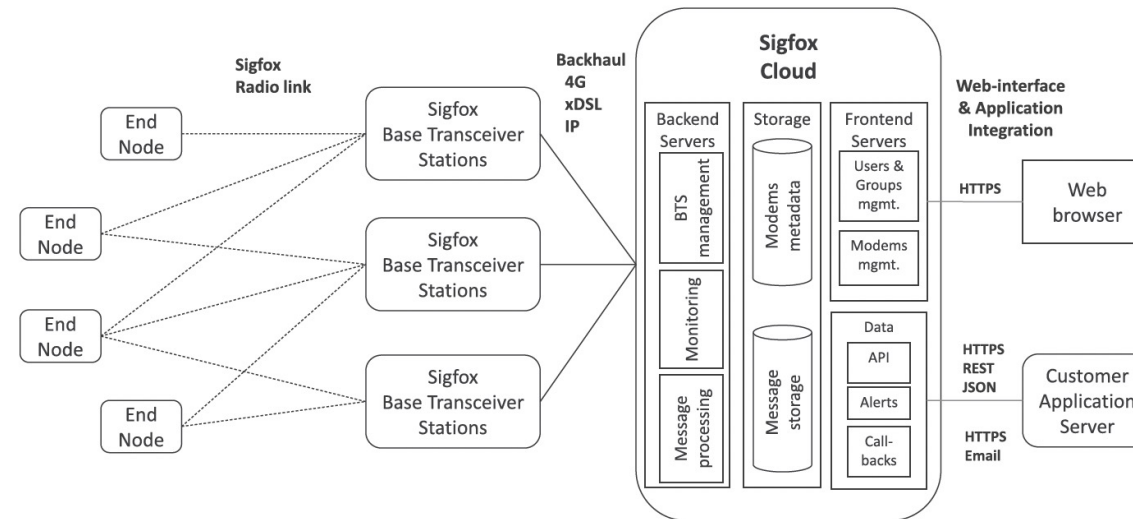 Sigfox
Radio link
Backhaul
4G
xDSL
IP
Sigfox
Cloud
Web-interface
& Application
Integration
End
Node
End
Node
End
Node
End
Node
Sigfox
Base Transceiver
Stations
Sigfox
Base Transceiver
Stations
Sigfox
Base Transceiver
Stations
Backend
Servers
BTS
management
Monitoring
Message
processing
Storage
Modems
metadata
Message
storage
Frontend
Servers
Users &
Groups
mgmt.
Modems
mgmt.
Data
API
Alerts
Call-
backs
HTTPS
Web
browser
HTTPS
REST
JSON
HTTPS
Email
Customer
Application
Server